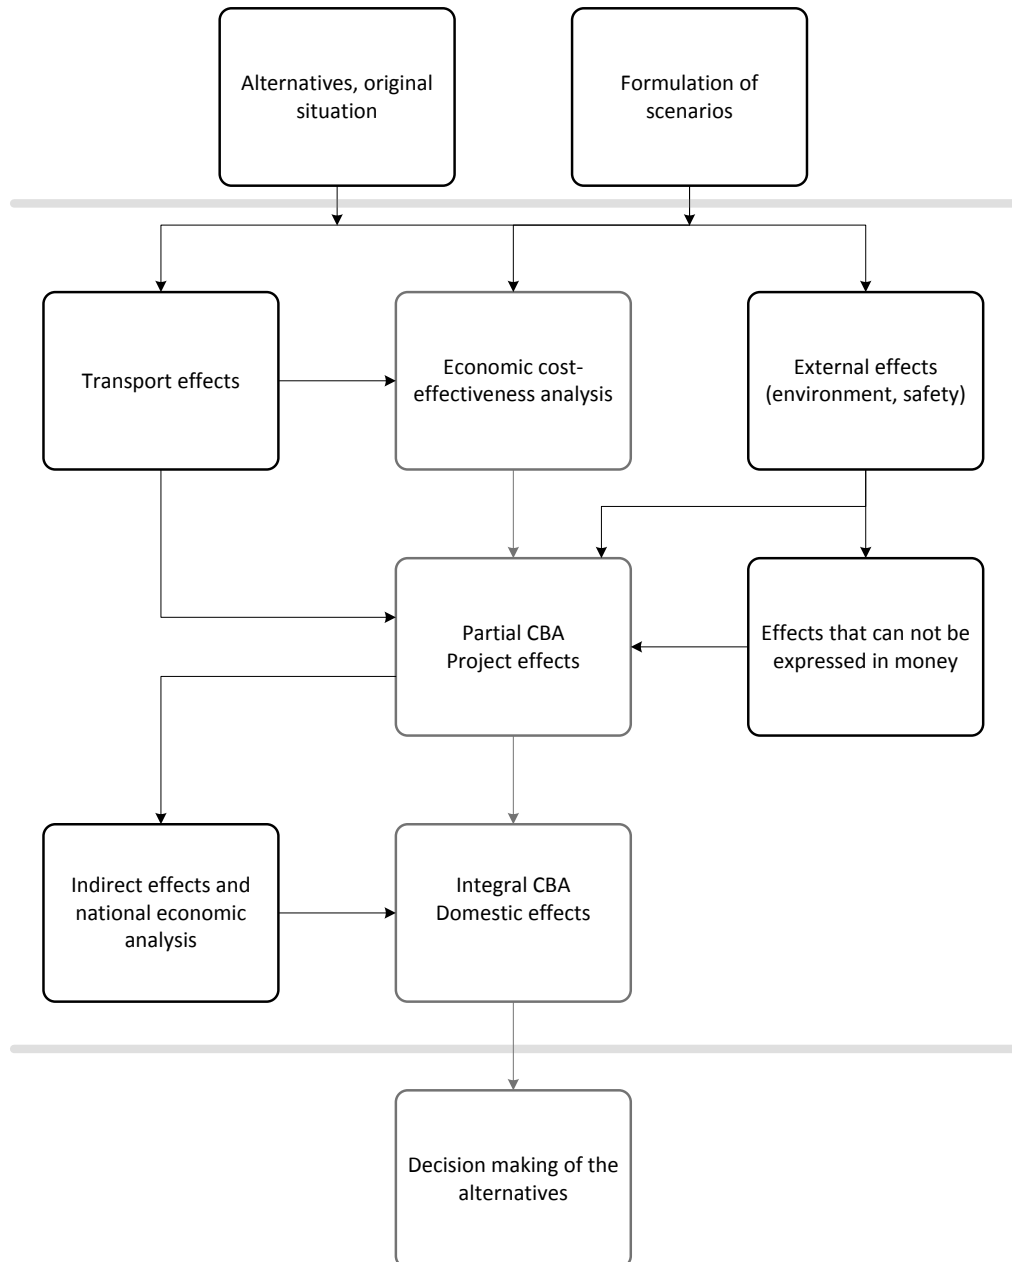 Alternatives, original
situation
Formulation of
scenarios
Transport effects
Economic cost-
effectiveness analysis
External effects
(environment, safety)
Partial CBA
Project effects
Effects that can not be
expressed in money
Indirect effects and
national economic
analysis
Integral CBA
Domestic effects
Decision making of the
alternatives